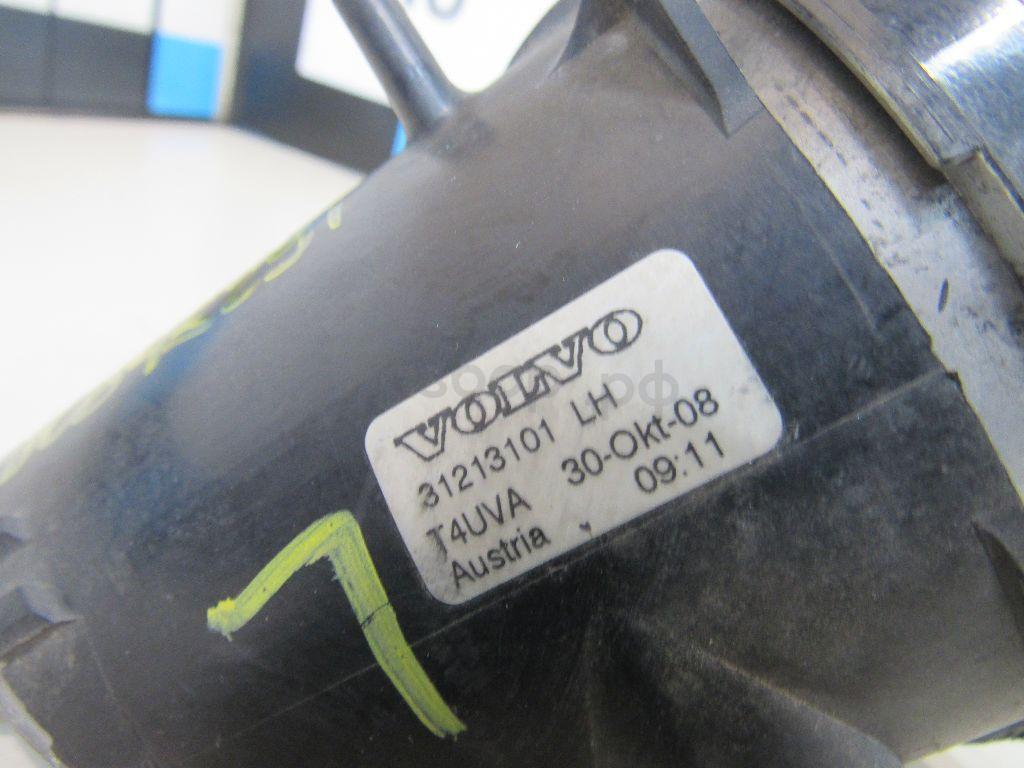 VOLVO
31213101 LH
T4UVA 30-Okt-08
Austria 09:11